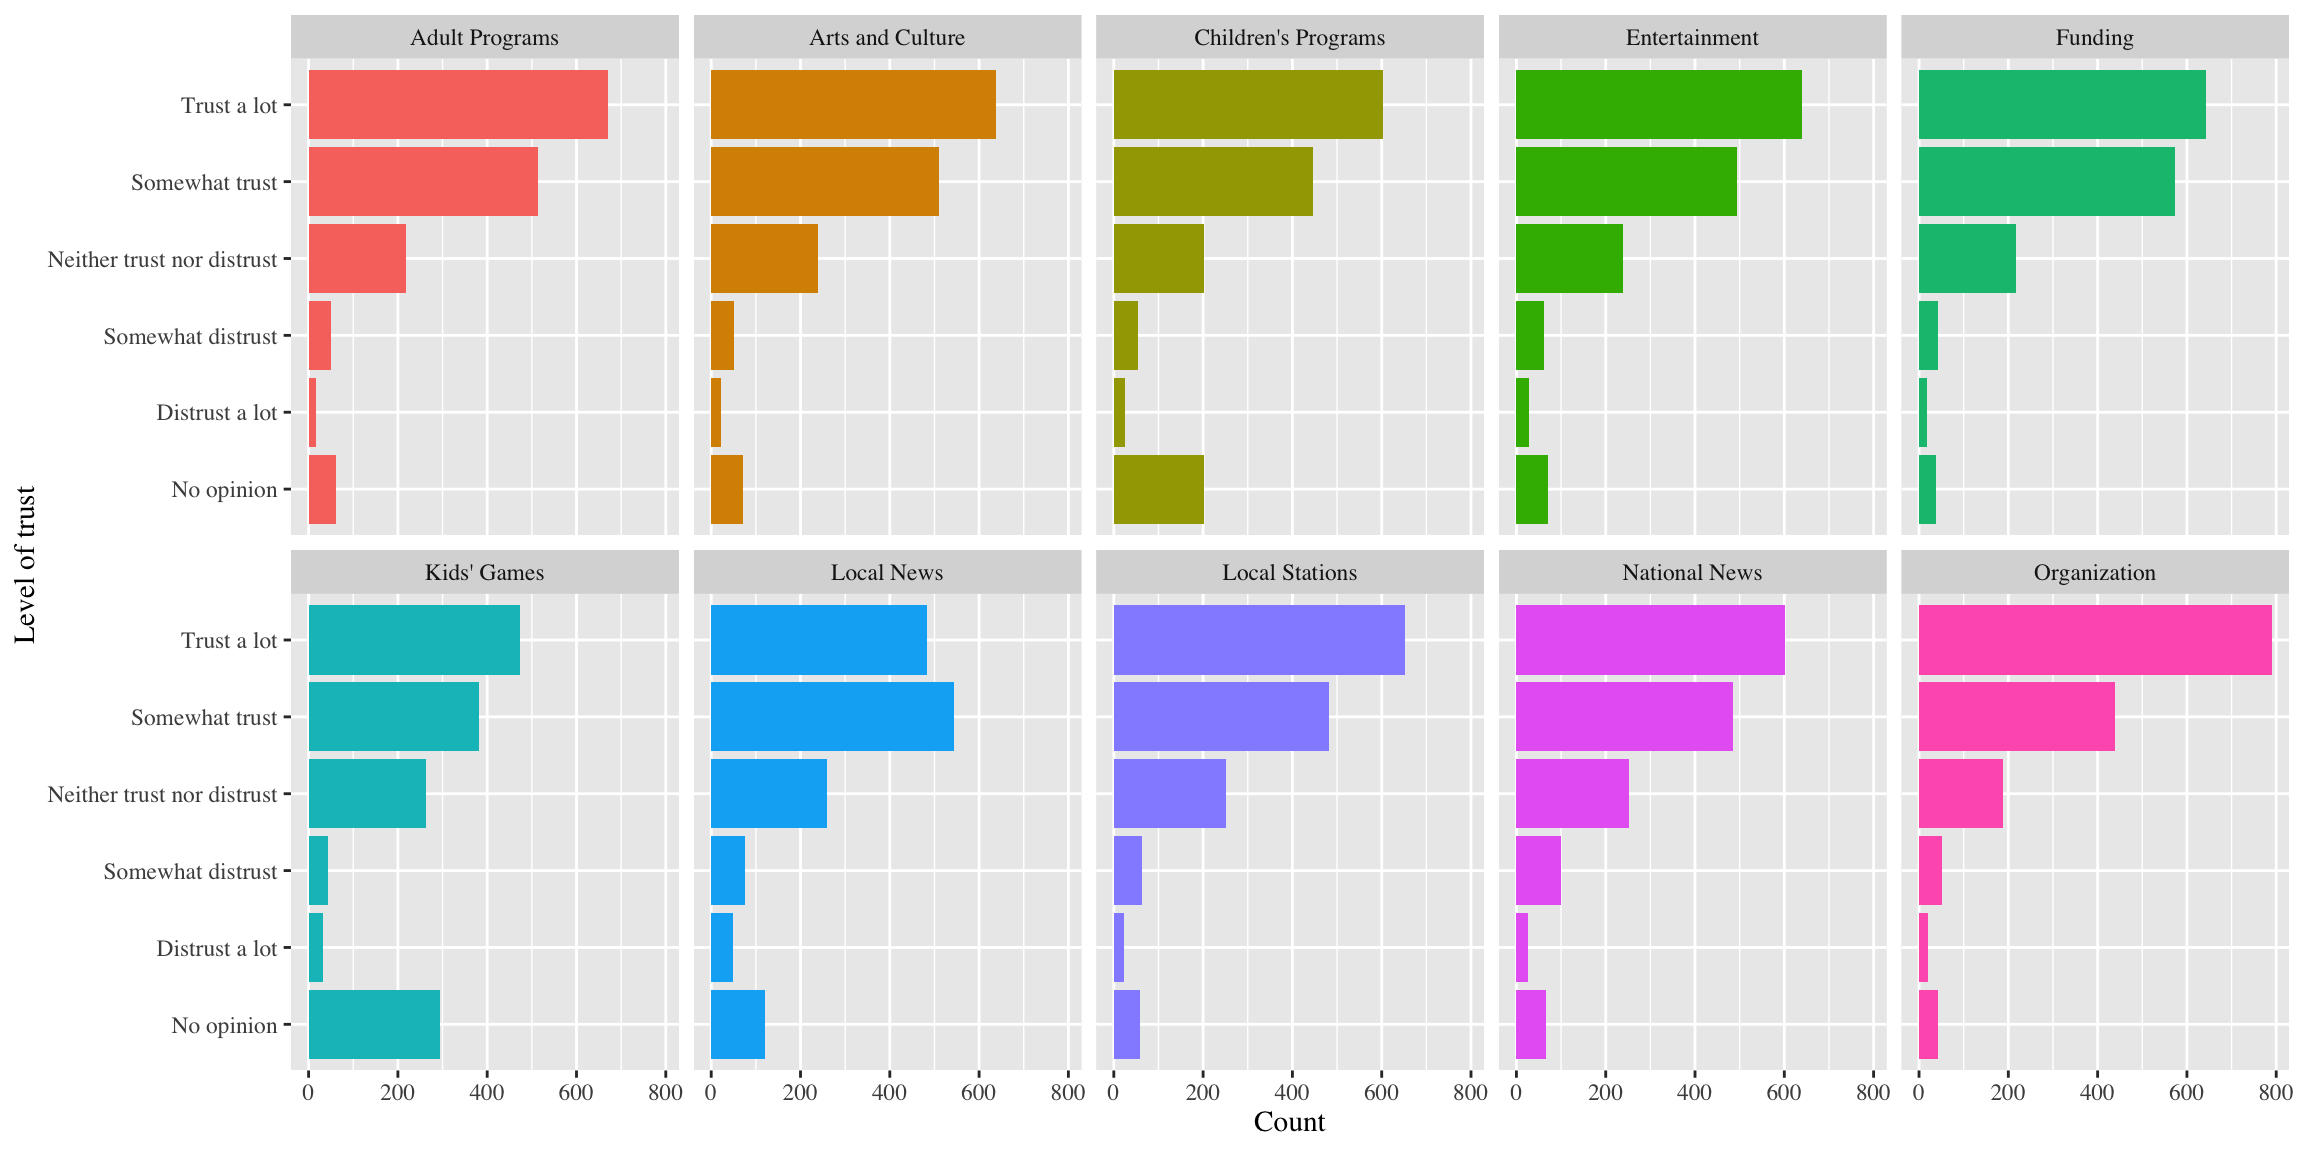 Adult Programs
Arts and Culture
Children's Programs
Entertainment
Funding
Trust a lot
Somewhat trust
Neither trust nor distrust
Somewhat distrust
Distrust a lot
No opinion
Level of trust
Kids' Games
Local News
Local Stations
National News
Organization
Trust a lot
Somewhat trust
Neither trust nor distrust
Somewhat distrust
Distrust a lot
No opinion
0 200 400 600 800
0 200 400 600 800
0 200 400 600 800
0 200 400 600 800
0 200 400 600 800
Count